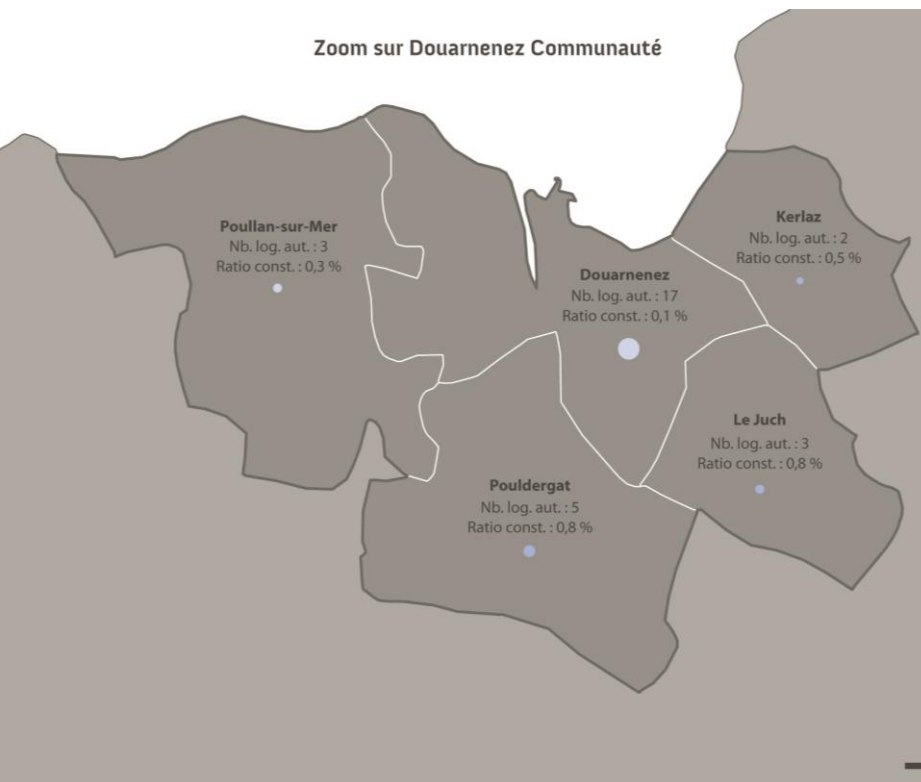 Zoom sur Douarnenez Communauté
Poullan-sur-Mer
Nb. log. aut. : 3
Ratio const. : 0,3 %
Kerlaz
Nb. log. aut. : 2
Ratio const. : 0,5 %
Douarnenez
Nb. log. aut. : 17
Ratio const. : 0,1 %
Le Juch
Nb. log. aut. : 3
Ratio const. : 0,8 %
Pouldergat
Nb. log. aut. : 5
Ratio const. : 0,8 %